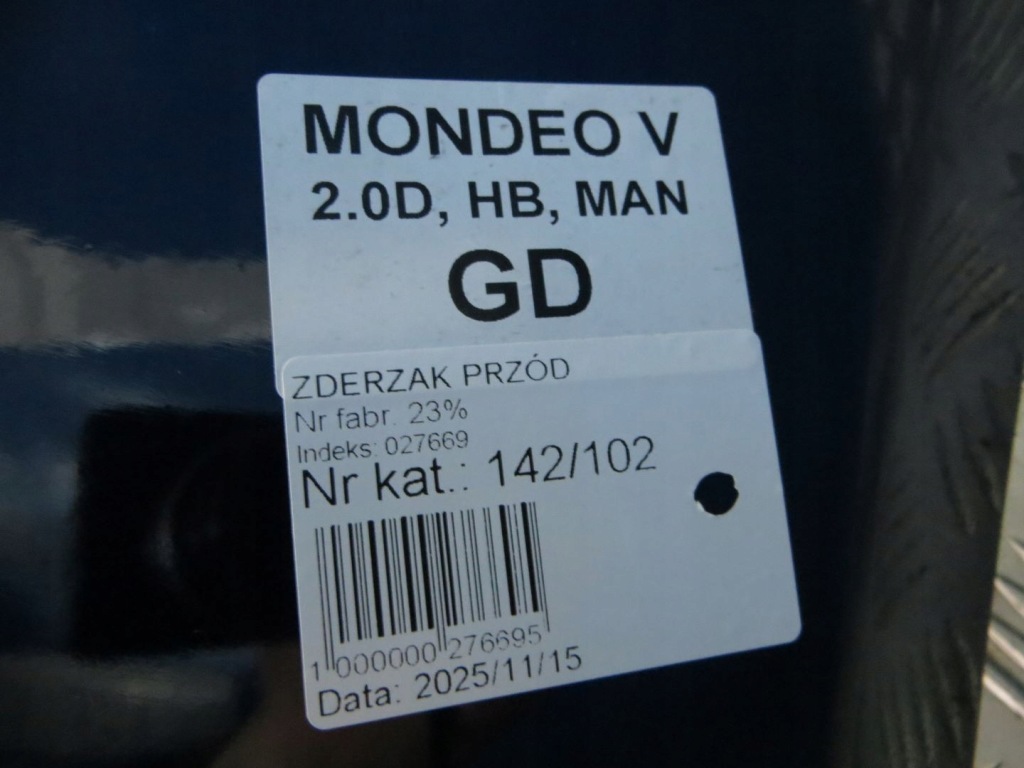 MONDEO V
2.0D, HB, MAN
GD
ZDERZAK PRZÓD
Nr fabr. 23%
Indeks: 027669
Nr kat.: 142/102
1 000000 276695
Data: 2025/11/15